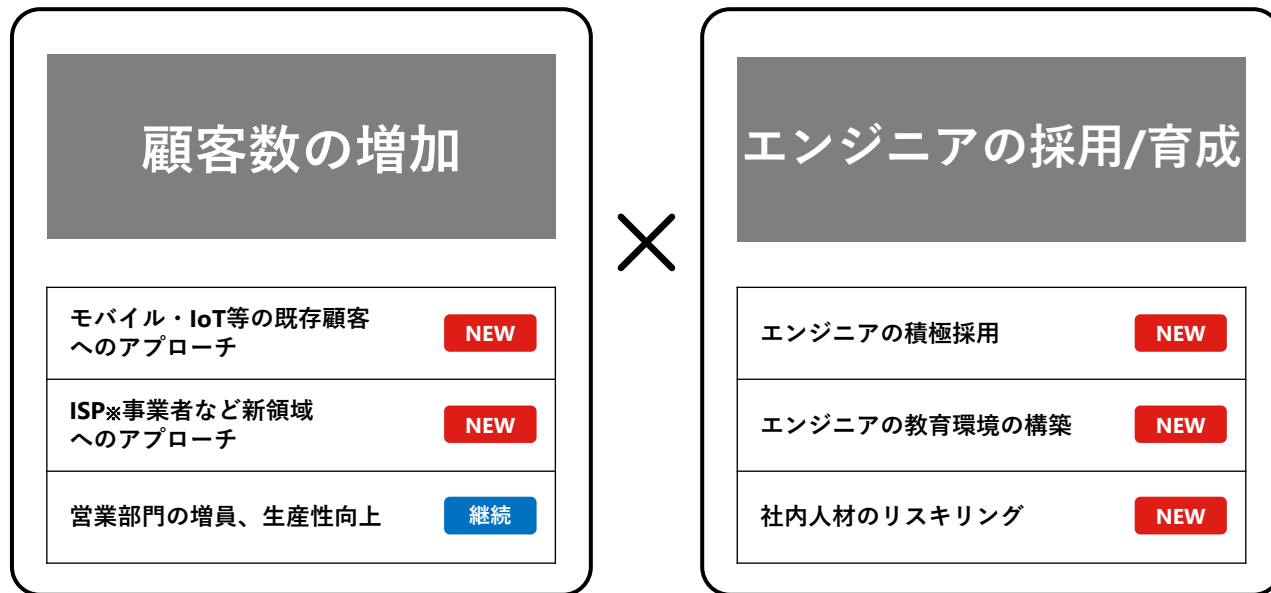 顧客数の増加
モバイル・IoT等の既存顧客
へのアプローチ
NEW
ISP※事業者など新領域
へのアプローチ
NEW
営業部門の増員、生産性向上
継続
×
エンジニアの採用/育成
エンジニアの積極採用
NEW
エンジニアの教育環境の構築
NEW
社内人材のリスキリング
NEW